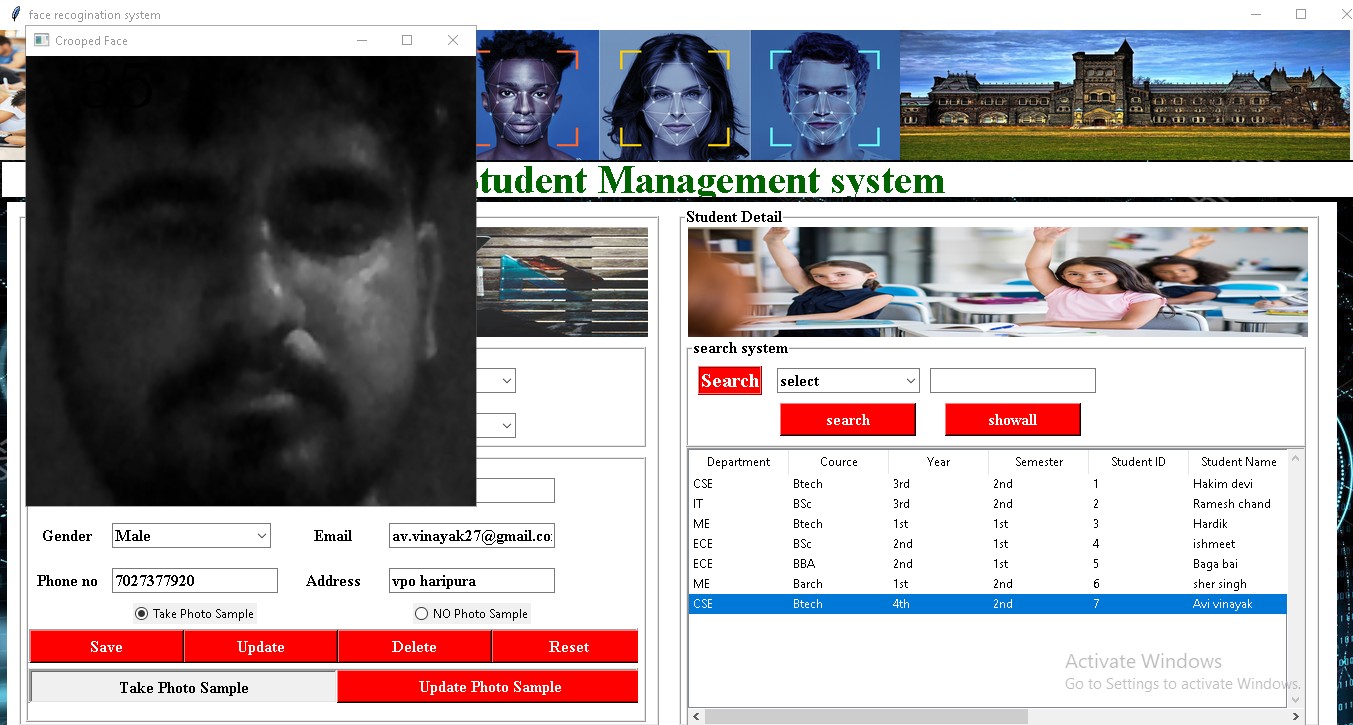 face recogination system
Crooped Face
85
Student Management system
Student Detail
search system
Search select
search showall
Department Cource Year Semester Student ID Student Name
CSE Btech 3rd 2nd 1 Hakim devi
IT BSc 3rd 2nd 2 Ramesh chand
ME Btech 1st 1st 3 Hardik
ECE BSc 2nd 1st 4 ishmeet
ECE BBA 2nd 1st 5 Baga bai
ME Barch 1st 2nd 6 sher singh
CSE Btech 4th 2nd 7 Avi vinayak
Gender Male Email av.vinayak27@gmail.co
Phone no 7027377920 Address vpo haripura
Take Photo Sample NO Photo Sample
Save Update Delete Reset
Take Photo Sample Update Photo Sample
Activate Windows
Go to Settings to activate Windows.